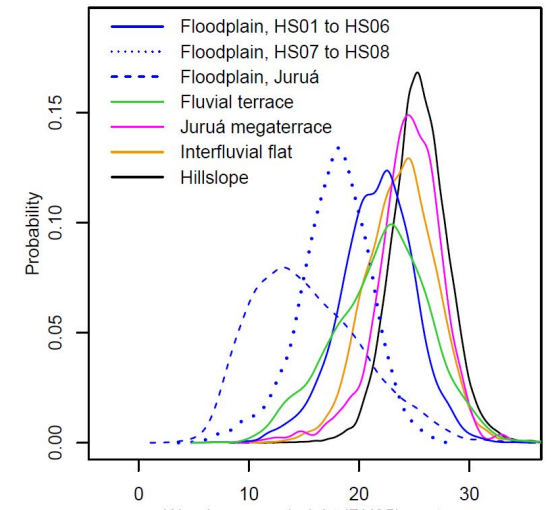 Floodplain, HS01 to HS06
Floodplain, HS07 to HS08
Floodplain, Juruá
Fluvial terrace
Juruá megaterrace
Interfluvial flat
Hillslope
Probability
0.15
0.10
0.05
0.00
0 10 20 30